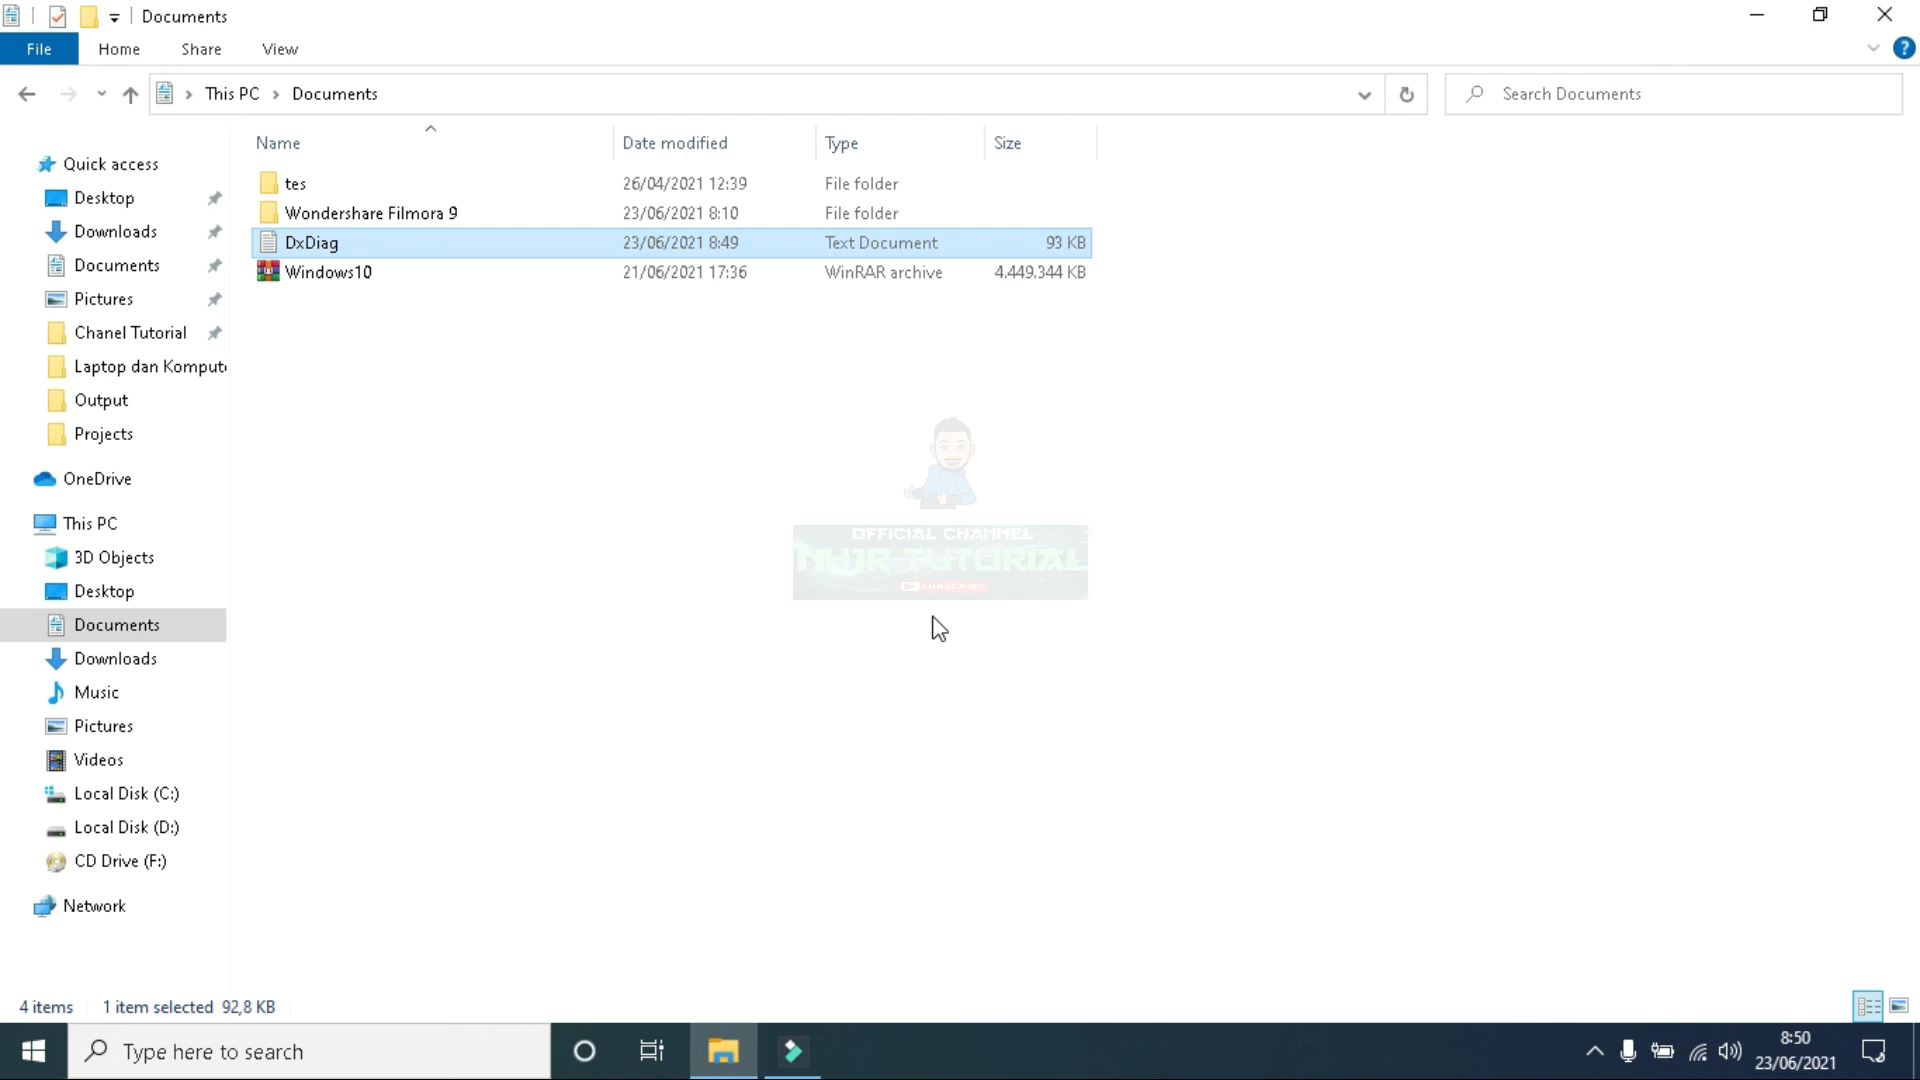 Documents
File Home Share View
This PC Documents
Search Documents
Name Date modified Type Size
tes 26/04/2021 12:39 File folder
Wondershare Filmora 9 23/06/2021 8:10 File folder
DxDiag 23/06/2021 8:49 Text Document 93 KB
Windows10 21/06/2021 17:36 WinRAR archive 4.449.344 KB
Quick access
Desktop
Downloads
Documents
Pictures
Chanel Tutorial
Laptop dan Kompute
Output
Projects
OneDrive
This PC
3D Objects
Desktop
Documents
Downloads
Music
Pictures
Videos
Local Disk (C:)
Local Disk (D:)
CD Drive (F:)
Network
OFFICIAL CHANNEL
NHJR TUTORIAL
SUBSCRIBE
4 items 1 item selected 92,8 KB
Type here to search
8:50
23/06/2021